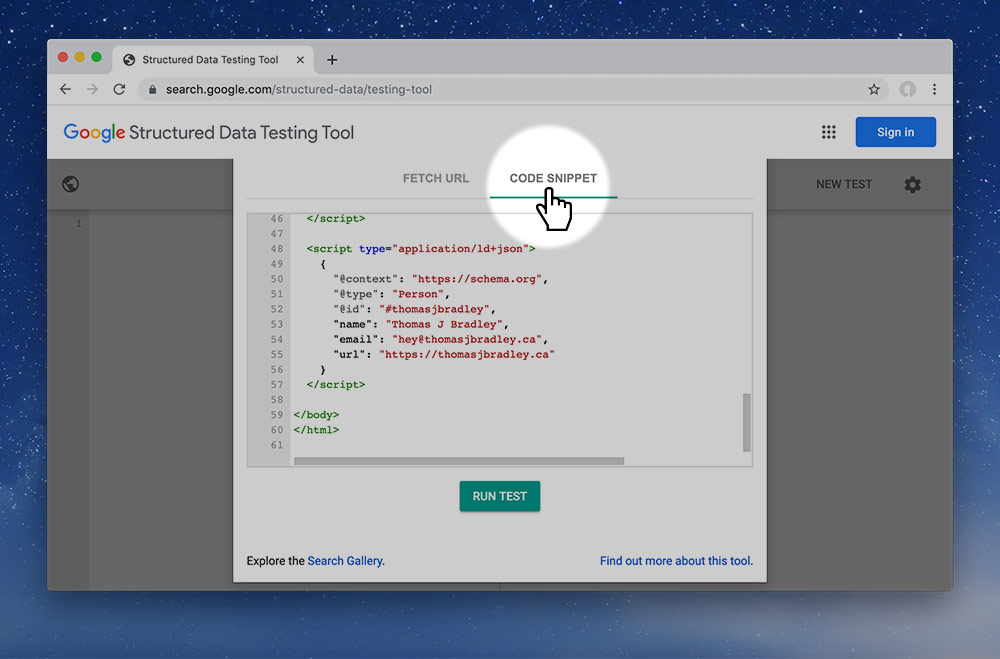 Structured Data Testing Tool
search.google.com/structured-data/testing-tool
Google Structured Data Testing Tool
Sign in
NEW TEST
1
FETCH URL
CODE SNIPPET
46 </script>
47
48 <script type="application/ld+json">
49 {
50 "@context": "https://schema.org",
51 "@type": "Person",
52 "@id": "#thomasjbradley",
53 "name": "Thomas J Bradley",
54 "email": "hey@thomasjbradley.ca",
55 "url": "https://thomasjbradley.ca"
56 }
57 </script>
58
59 </body>
60 </html>
61
RUN TEST
Explore the Search Gallery.
Find out more about this tool.